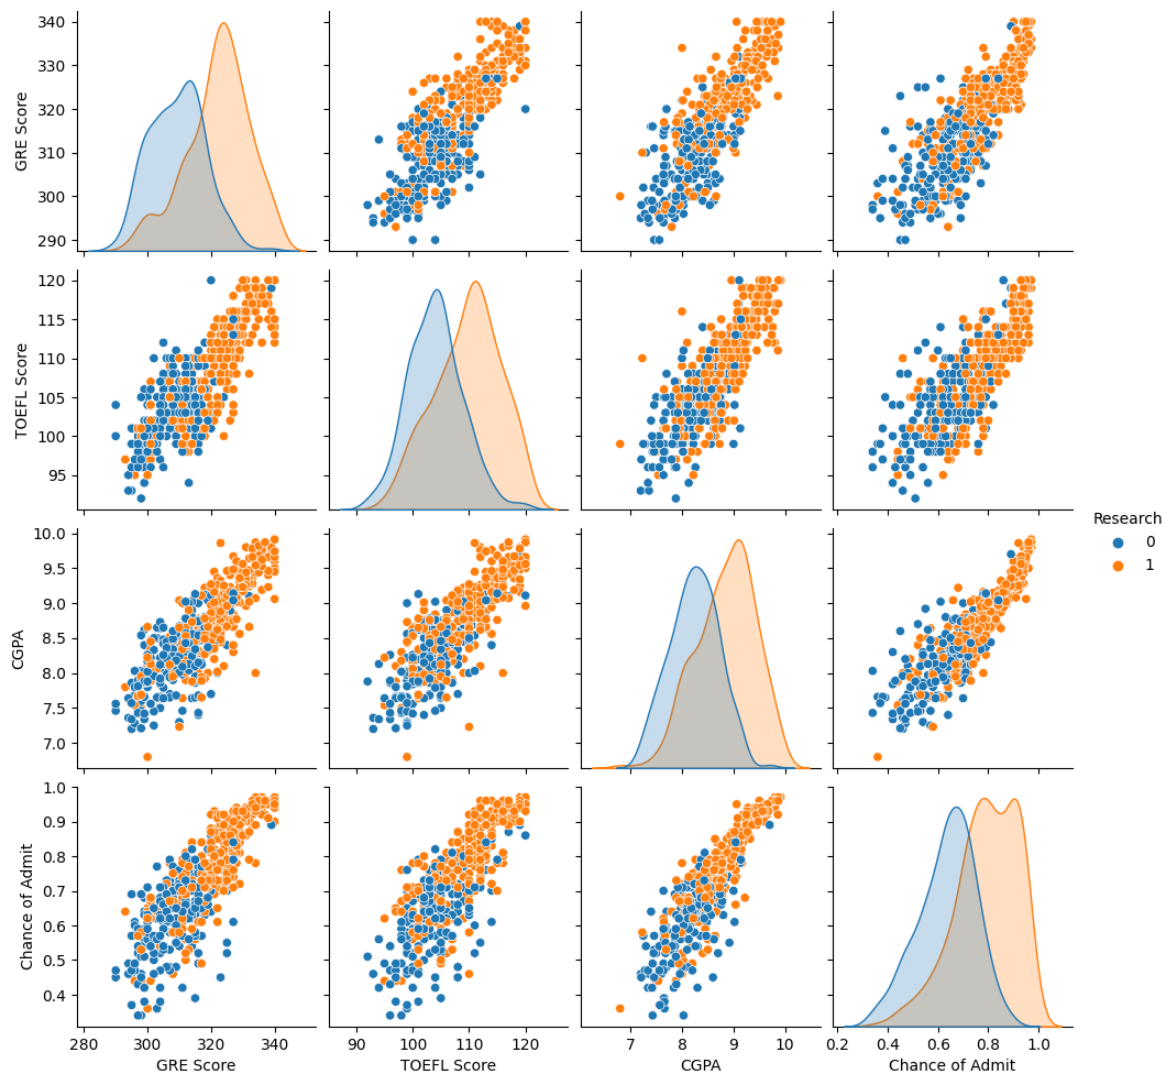 340
330
320
310
300
290
GRE Score
120
115
110
105
100
95
TOEFL Score
Research
0
1
10.0
9.5
9.0
8.5
8.0
7.5
7.0
CGPA
1.0
0.9
0.8
0.7
0.6
0.5
0.4
Chance of Admit
280 300 320 340
GRE Score
90 100 110 120
TOEFL Score
7 8 9 10
CGPA
0.2 0.4 0.6 0.8 1.0
Chance of Admit